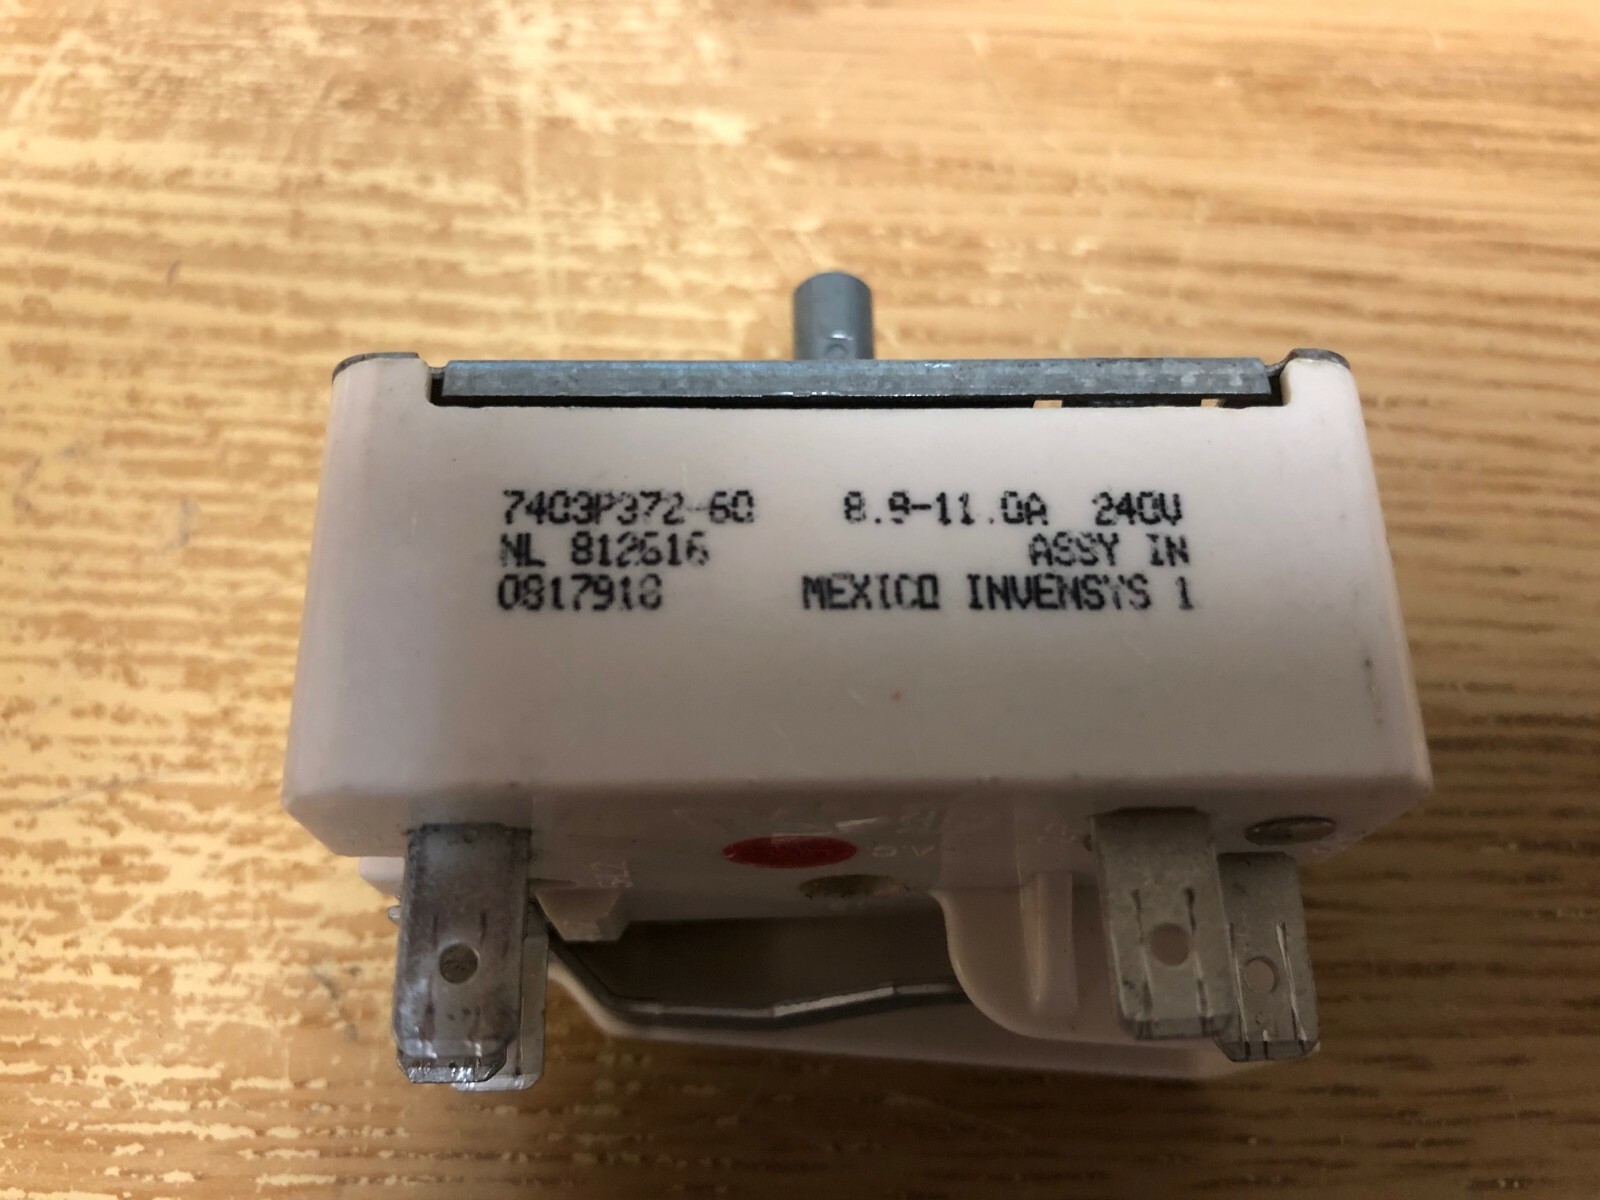 7403P372-60 8.9-11.0A 240V
NL 812616 ASSY IN
0817918 MEXICO INVENSYS 1